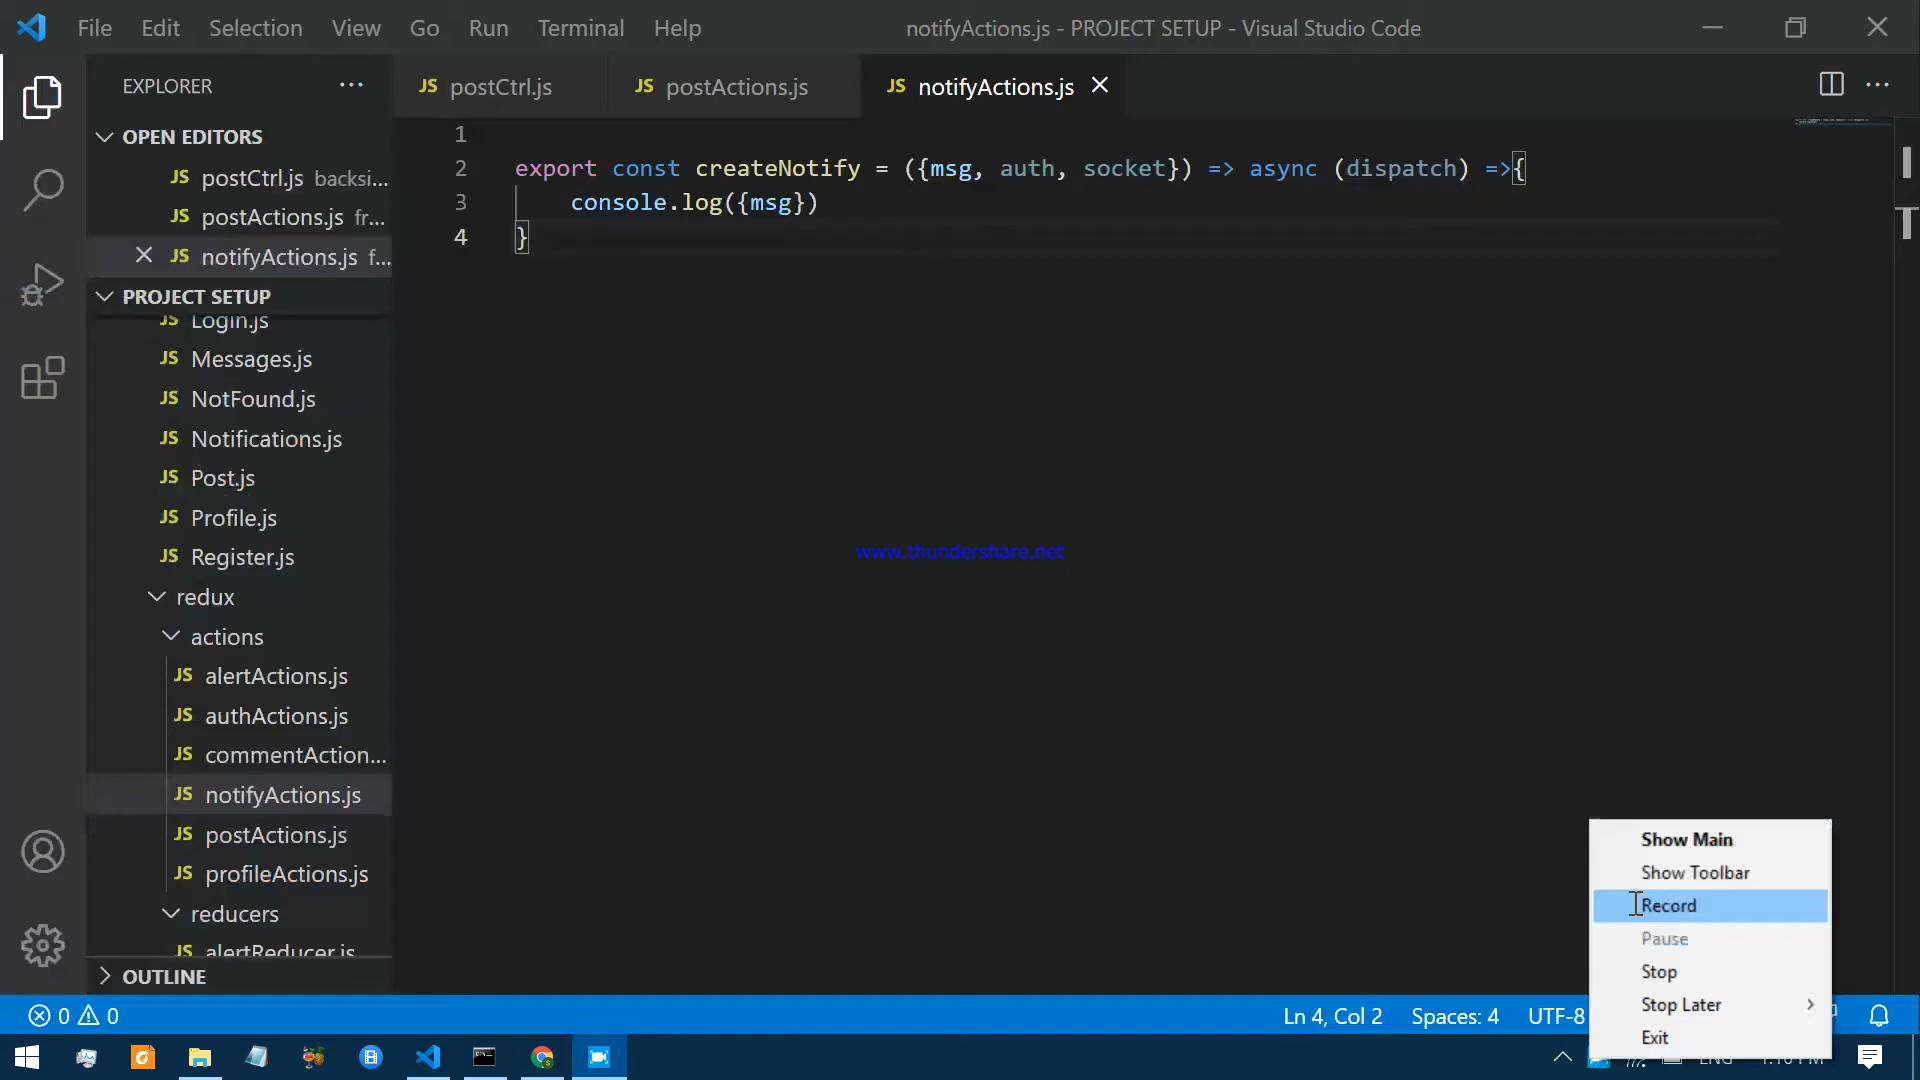 File Edit Selection View Go Run Terminal Help
notifyActions.js - PROJECT SETUP - Visual Studio Code
EXPLORER
JS postCtrl.js
JS postActions.js
JS notifyActions.js
OPEN EDITORS
JS postCtrl.js backsi...
JS postActions.js fr...
JS notifyActions.js f...
PROJECT SETUP
JS Login.js
JS Messages.js
JS NotFound.js
JS Notifications.js
JS Post.js
JS Profile.js
JS Register.js
redux
actions
JS alertActions.js
JS authActions.js
JS commentAction...
JS notifyActions.js
JS postActions.js
JS profileActions.js
reducers
JS alertReducer.js
OUTLINE
1
2 export const createNotify = ({msg, auth, socket}) => async (dispatch) =>{
3 console.log({msg})
4 }
www.thundershare.net
Show Main
Show Toolbar
Record
Pause
Stop
Stop Later
Exit
0 0
Ln 4, Col 2 Spaces: 4 UTF-8